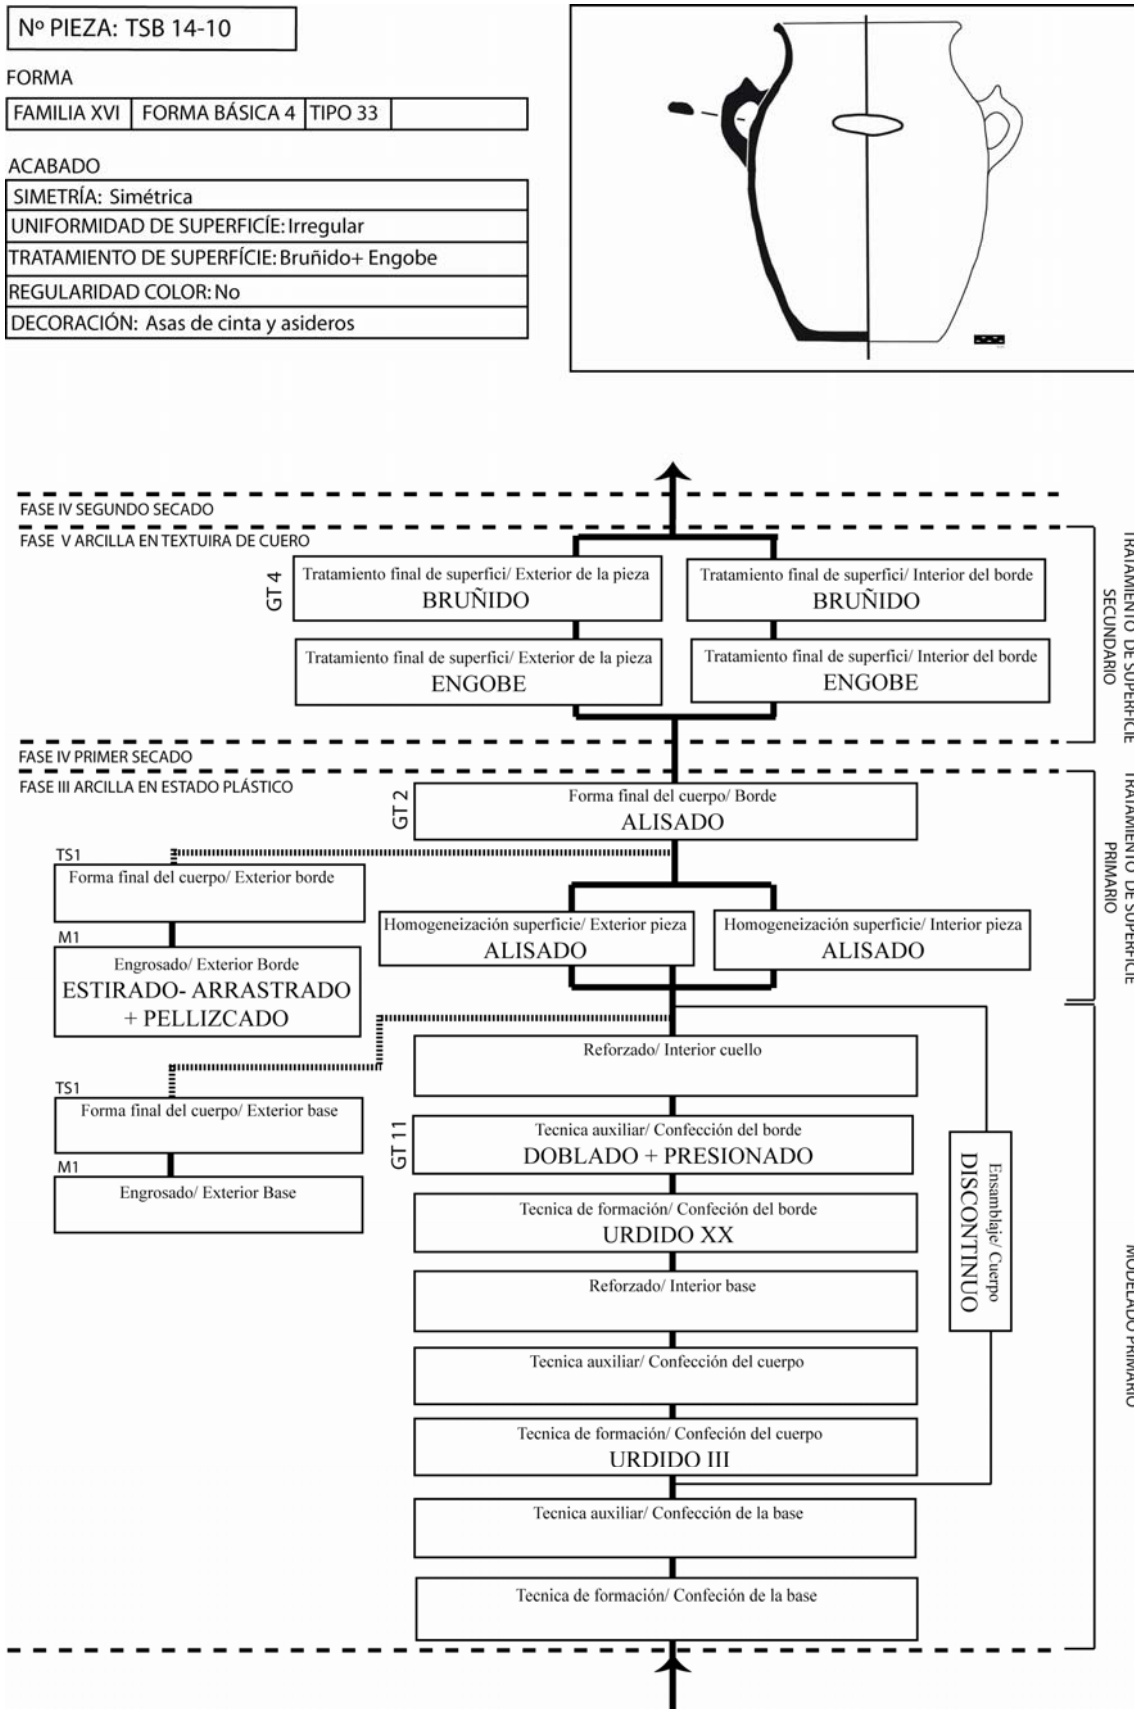 Nº PIEZA: TSB 14-10
FORMA
FAMILIA XVI FORMA BÁSICA 4 TIPO 33
ACABADO
SIMETRÍA: Simétrica
UNIFORMIDAD DE SUPERFICÍE: Irregular
TRATAMIENTO DE SUPERFÍCIE: Bruñido+ Engobe
REGULARIDAD COLOR: No
DECORACIÓN: Asas de cinta y asideros
FASE IV SEGUNDO SECADO
FASE V ARCILLA EN TEXTUIRA DE CUERO
GT 4
Tratamiento final de superfici/ Exterior de la pieza
BRUÑIDO
Tratamiento final de superfici/ Interior del borde
BRUÑIDO
Tratamiento final de superfici/ Exterior de la pieza
ENGOBE
Tratamiento final de superfici/ Interior del borde
ENGOBE
TRATAMIENTO DE SUPERFICIE
SECUNDARIO
FASE IV PRIMER SECADO
FASE III ARCILLA EN ESTADO PLÁSTICO
GT 2
Forma final del cuerpo/ Borde
ALISADO
TS1
Forma final del cuerpo/ Exterior borde
M1
Engrosado/ Exterior Borde
ESTIRADO- ARRASTRADO
+ PELLIZCADO
Homogeneización superficie/ Exterior pieza
ALISADO
Homogeneización superficie/ Interior pieza
ALISADO
TRATAMIENTO DE SUPERFICIE
PRIMARIO
Reforzado/ Interior cuello
TS1
Forma final del cuerpo/ Exterior base
M1
Engrosado/ Exterior Base
GT 11
Tecnica auxiliar/ Confección del borde
DOBLADO + PRESIONADO
Tecnica de formación/ Confeción del borde
URDIDO XX
Reforzado/ Interior base
Tecnica auxiliar/ Confección del cuerpo
Tecnica de formación/ Confeción del cuerpo
URDIDO III
Tecnica auxiliar/ Confección de la base
Tecnica de formación/ Confeción de la base
Ensamblaje/ Cuerpo
DISCONTINUO
MODELADO PRIMARIO